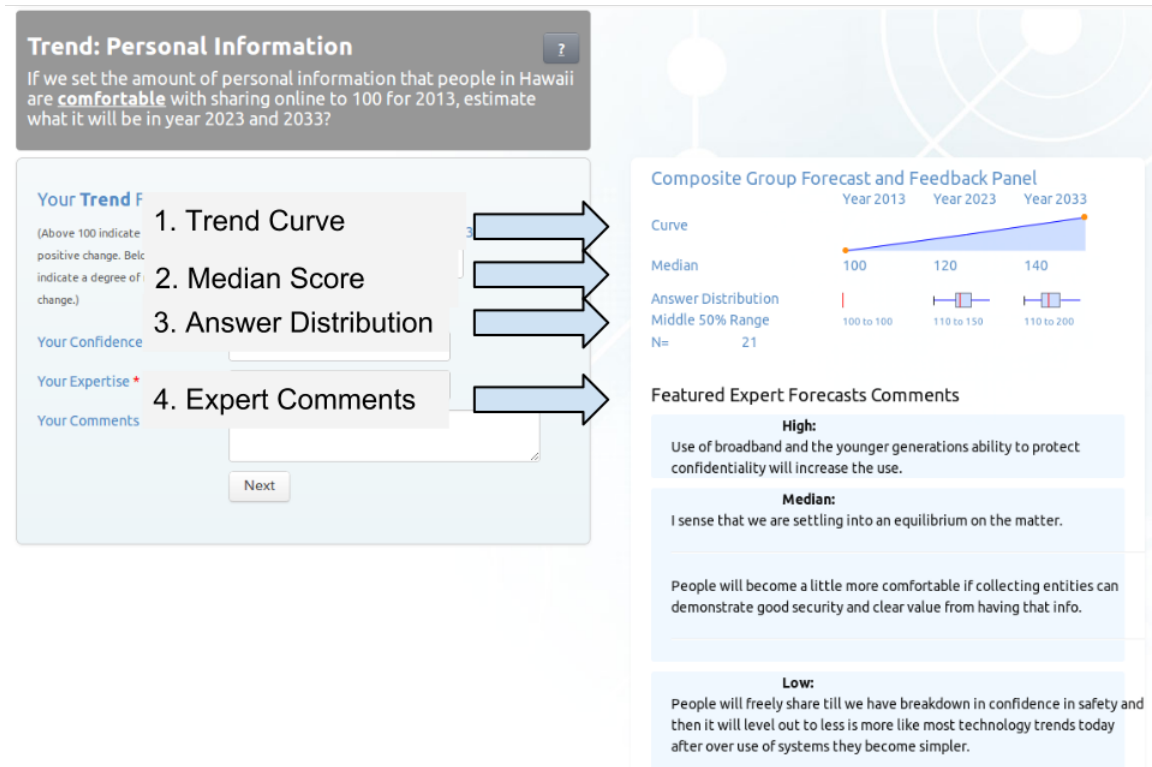 Trend: Personal Information
?
If we set the amount of personal information that people in Hawaii
are comfortable with sharing online to 100 for 2013, estimate
what it will be in year 2023 and 2033?
Your Trend F
(Above 100 indicate
positive change.
indicate a degree of
change.)
3
Your Confidence
Your Expertise *
Your Comments
Next
1. Trend Curve
2. Median Score
3. Answer Distribution
4. Expert Comments
Composite Group Forecast and Feedback Panel
Year 2013 Year 2023 Year 2033
Curve
Median 100 120 140
Answer Distribution
Middle 50% Range 100 to 100 110 to 150 110 to 200
N= 21
Featured Expert Forecasts Comments
High:
Use of broadband and the younger generations ability to protect
confidentiality will increase the use.
Median:
I sense that we are settling into an equilibrium on the matter.
People will become a little more comfortable if collecting entities can
demonstrate good security and clear value from having that info.
Low:
People will freely share till we have breakdown in confidence in safety and
then it will level out to less is more like most technology trends today
after over use of systems they become simpler.